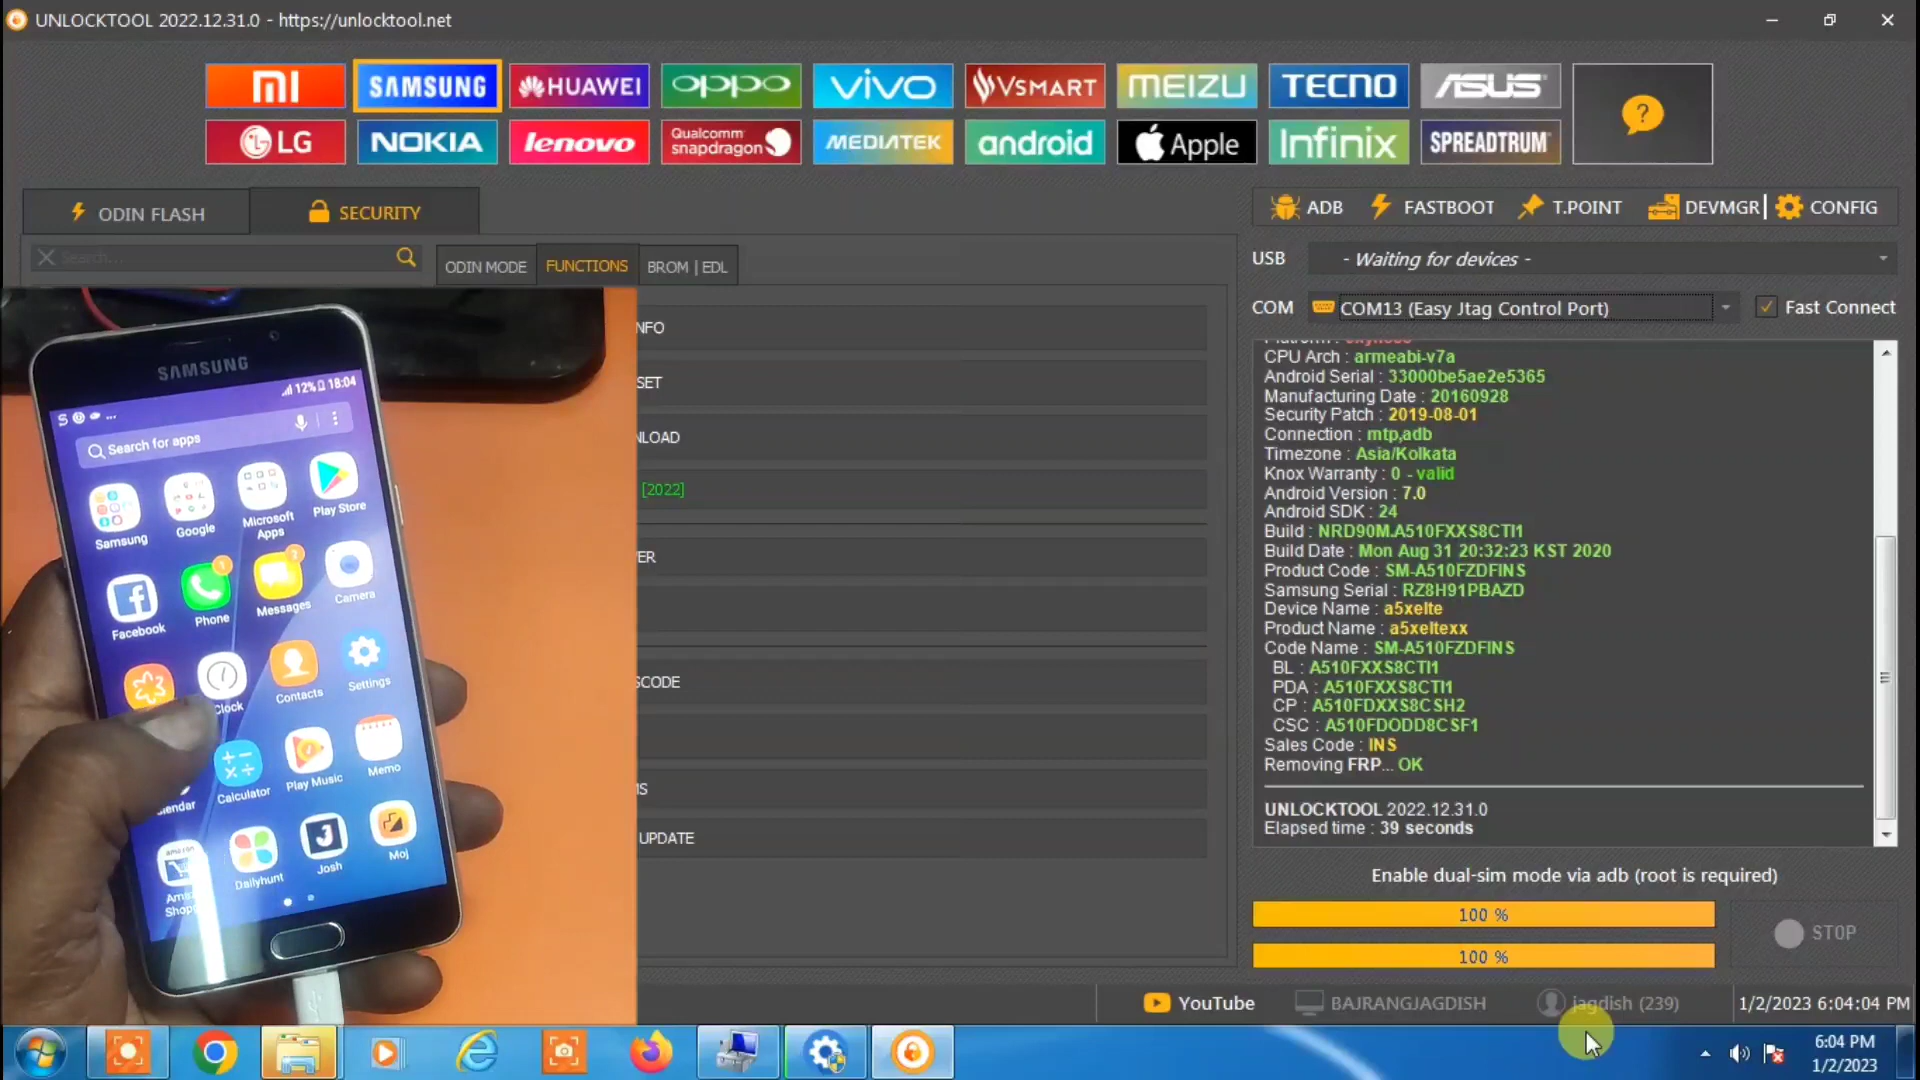 UNLOCKTOOL 2022.12.31.0 - https://unlocktool.net
MI
SAMSUNG
HUAWEI
oppo
vivo
VSMART
MEIZU
TECNO
ASUS
?
LG
NOKIA
lenovo
Qualcomm
snapdragon
MEDIATEK
android
Apple
Infinix
SPREADTRUM
ODIN FLASH
SECURITY
ADB
FASTBOOT
T.POINT
DEVMGR
CONFIG
Search...
ODIN MODE
FUNCTIONS
BROM | EDL
USB
- Waiting for devices -
COM
COM13 (Easy Jtag Control Port)
Fast Connect
NFO
SET
NLOAD
[2022]
ER
SCODE
MS
UPDATE
SAMSUNG
12% 18:04
Search for apps
Samsung
Google
Microsoft
Apps
Play Store
Facebook
Phone
Messages
Camera
Clock
Contacts
Settings
endar
Calculator
Play Music
Memo
amazon
Shopp
Dailyhunt
Josh
Moj
CPU Arch : armeabi-v7a
Android Serial : 33000be5ae2e5365
Manufacturing Date : 20160928
Security Patch : 2019-08-01
Connection : mtp,adb
Timezone : Asia/Kolkata
Knox Warranty : 0 - valid
Android Version : 7.0
Android SDK : 24
Build : NRD90M.A510FXXS8CTI1
Build Date : Mon Aug 31 20:32:23 KST 2020
Product Code : SM-A510FZDFINS
Samsung Serial : RZ8H91PBAZD
Device Name : a5xelte
Product Name : a5xeltexx
Code Name : SM-A510FZDFINS
BL : A510FXXS8CTI1
PDA : A510FXXS8CTI1
CP : A510FDXXS8CSH2
CSC : A510FDODD8CSF1
Sales Code : INS
Removing FRP... OK
UNLOCKTOOL 2022.12.31.0
Elapsed time : 39 seconds
Enable dual-sim mode via adb (root is required)
100 %
100 %
STOP
YouTube
BAJRANGJAGDISH
jagdish (239)
1/2/2023 6:04:04 PM
6:04 PM
1/2/2023